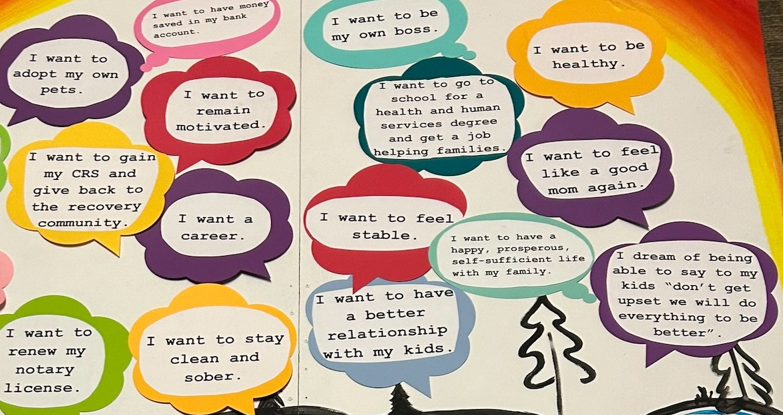 I want to have money
saved in my bank
account.
I want to be
my own boss.
I want to be
healthy.
I want to
adopt my own
pets.
I want to
remain
motivated.
I want to go to
school for a
health and human
services degree
and get a job
helping families.
I want to feel
like a good
mom again.
I want to gain
my CRS and
give back to
the recovery
community.
I want a
career.
I want to feel
stable.
I want to have a
happy, prosperous,
self-sufficient life
with my family.
I dream of being
able to say to my
kids “don't get
upset we will do
everything to be
better”.
I want to
renew my
notary
license.
I want to stay
clean and
sober.
I want to have
a better
relationship
with my kids.